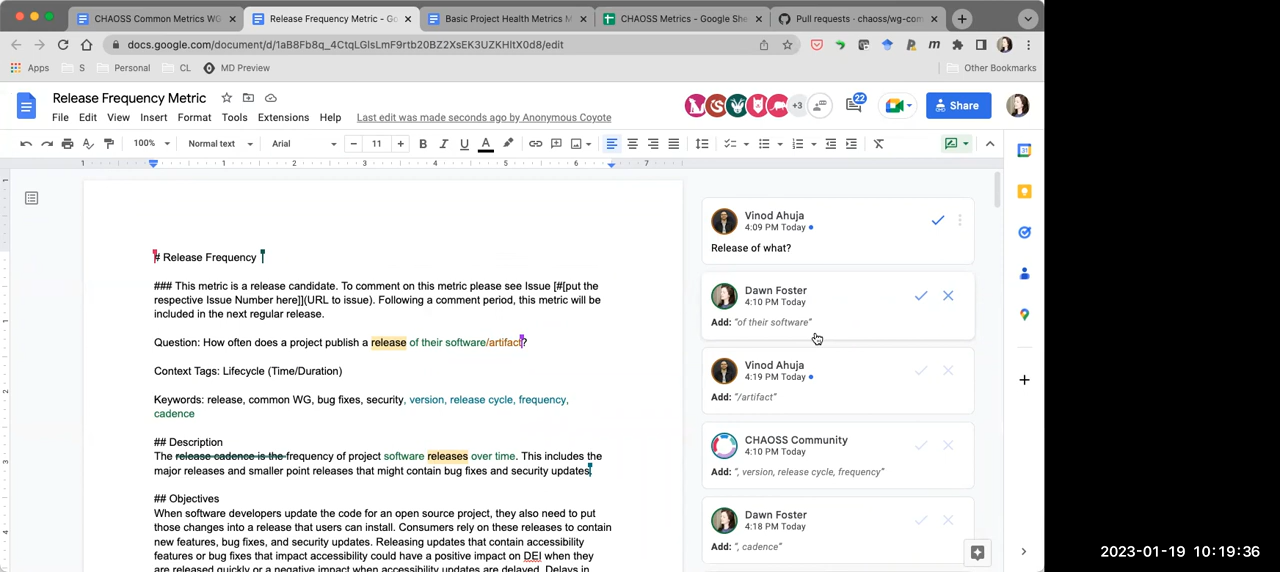 CHAOSS Common Metrics WG
Release Frequency Metric - Go
Basic Project Health Metrics M
CHAOSS Metrics - Google She
Pull requests · chaoss/wg-com
docs.google.com/document/d/1aB8Fb8q_4CtqLGIsLmF9rtb20BZ2XsEK3UZKHItX0d8/edit
Apps
S
Personal
CL
MD Preview
Other Bookmarks
Release Frequency Metric
+3
22
Share
File Edit View Insert Format Tools Extensions Help
Last edit was made seconds ago by Anonymous Coyote
100%
Normal text
Arial
11
# Release Frequency
### This metric is a release candidate. To comment on this metric please see Issue [#[put the
respective Issue Number here]](URL to issue). Following a comment period, this metric will be
included in the next regular release.
Question: How often does a project publish a release of their software/artifact?
Context Tags: Lifecycle (Time/Duration)
Keywords: release, common WG, bug fixes, security, version, release cycle, frequency,
cadence
## Description
The release cadence is the frequency of project software releases over time. This includes the
major releases and smaller point releases that might contain bug fixes and security updates.
## Objectives
When software developers update the code for an open source project, they also need to put
those changes into a release that users can install. Consumers rely on these releases to contain
new features, bug fixes, and security updates. Releasing updates that contain accessibility
features or bug fixes that impact accessibility could have a positive impact on DEI when they
are released quickly or a negative impact when accessibility updates are delayed. Delays in
Vinod Ahuja
4:09 PM Today
Release of what?
Dawn Foster
4:10 PM Today
Add: "of their software"
Vinod Ahuja
4:19 PM Today
Add: "/artifact"
CHAOSS Community
4:10 PM Today
Add: ", version, release cycle, frequency"
Dawn Foster
4:18 PM Today
Add: ", cadence"
2023-01-19 10:19:36